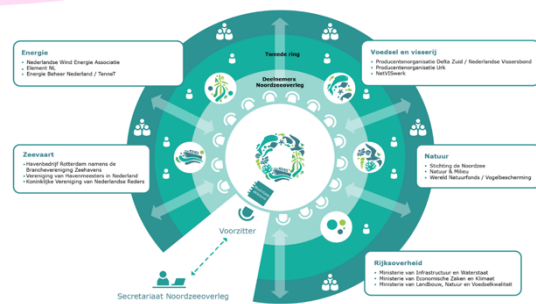 Energie
• Nederlandse Wind Energie Associatie
• Element NL
• Energie Beheer Nederland / TenneT
Tweede ring
Deelnemers
Noordzeeoverleg
Voedsel en visserij
• Producentenorganisatie Delta Zuid / Nederlandse Vissersbond
• Producentenorganisatie Urk
• NetVISwerk
Zeevaart
• Havenbedrijf Rotterdam namens de
Branchevereniging Zeehavens
• Vereniging van Havenmeesters in Nederland
• Koninklijke Vereniging van Nederlandse Reders
Natuur
• Stichting de Noordzee
• Natuur & Milieu
• Wereld Natuurfonds / Vogelbescherming
Voorzitter
Rijksoverheid
• Ministerie van Infrastructuur en Waterstaat
• Ministerie van Economische Zaken en Klimaat
• Ministerie van Landbouw, Natuur en Voedselkwaliteit
Secretariaat Noordzeeoverleg